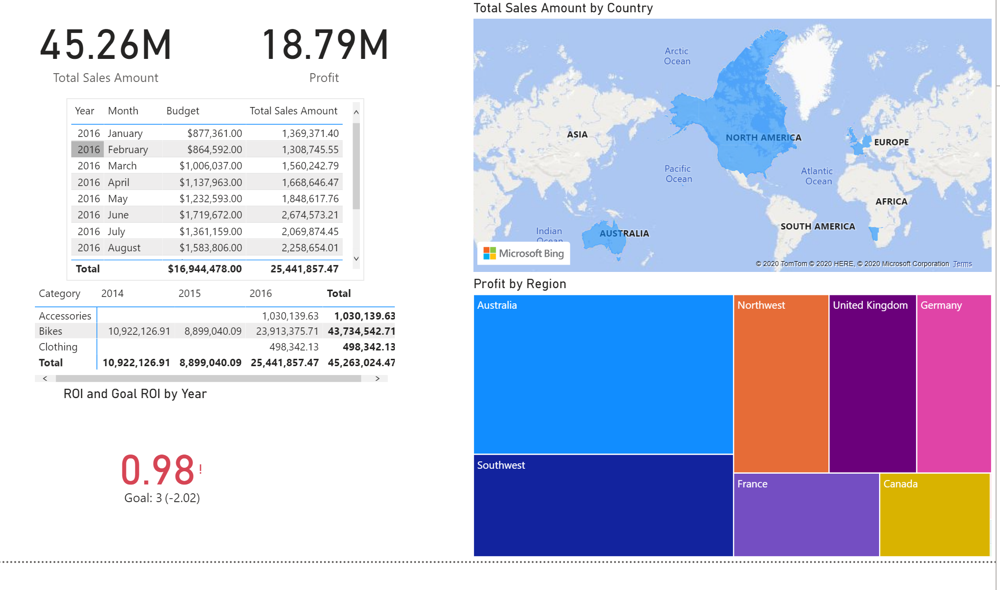 45.26M
Total Sales Amount
18.79M
Profit
Year Month Budget Total Sales Amount
2016 January $877,361.00 1,369,371.40
2016 February $864,592.00 1,308,745.55
2016 March $1,006,037.00 1,560,242.79
2016 April $1,137,963.00 1,668,646.47
2016 May $1,232,593.00 1,848,617.76
2016 June $1,719,672.00 2,674,573.21
2016 July $1,361,159.00 2,069,874.45
2016 August $1,583,806.00 2,258,654.01
Total $16,944,478.00 25,441,857.47
Category 2014 2015 2016 Total
Accessories 1,030,139.63 1,030,139.63
Bikes 10,922,126.91 8,899,040.09 23,913,375.71 43,734,542.71
Clothing 498,342.13 498,342.13
Total 10,922,126.91 8,899,040.09 25,441,857.47 45,263,024.47
ROI and Goal ROI by Year
0.98!
Goal: 3 (-2.02)
Total Sales Amount by Country
Arctic
Ocean
ASIA
NORTH AMERICA
EUROPE
Pacific
Ocean
Atlantic
Ocean
AFRICA
SOUTH AMERICA
Indian
Ocean
AUSTRALIA
Microsoft Bing
© 2020 TomTom © 2020 HERE, © 2020 Microsoft Corporation Terms
Profit by Region
Australia
Southwest
Northwest
United Kingdom
Germany
France
Canada